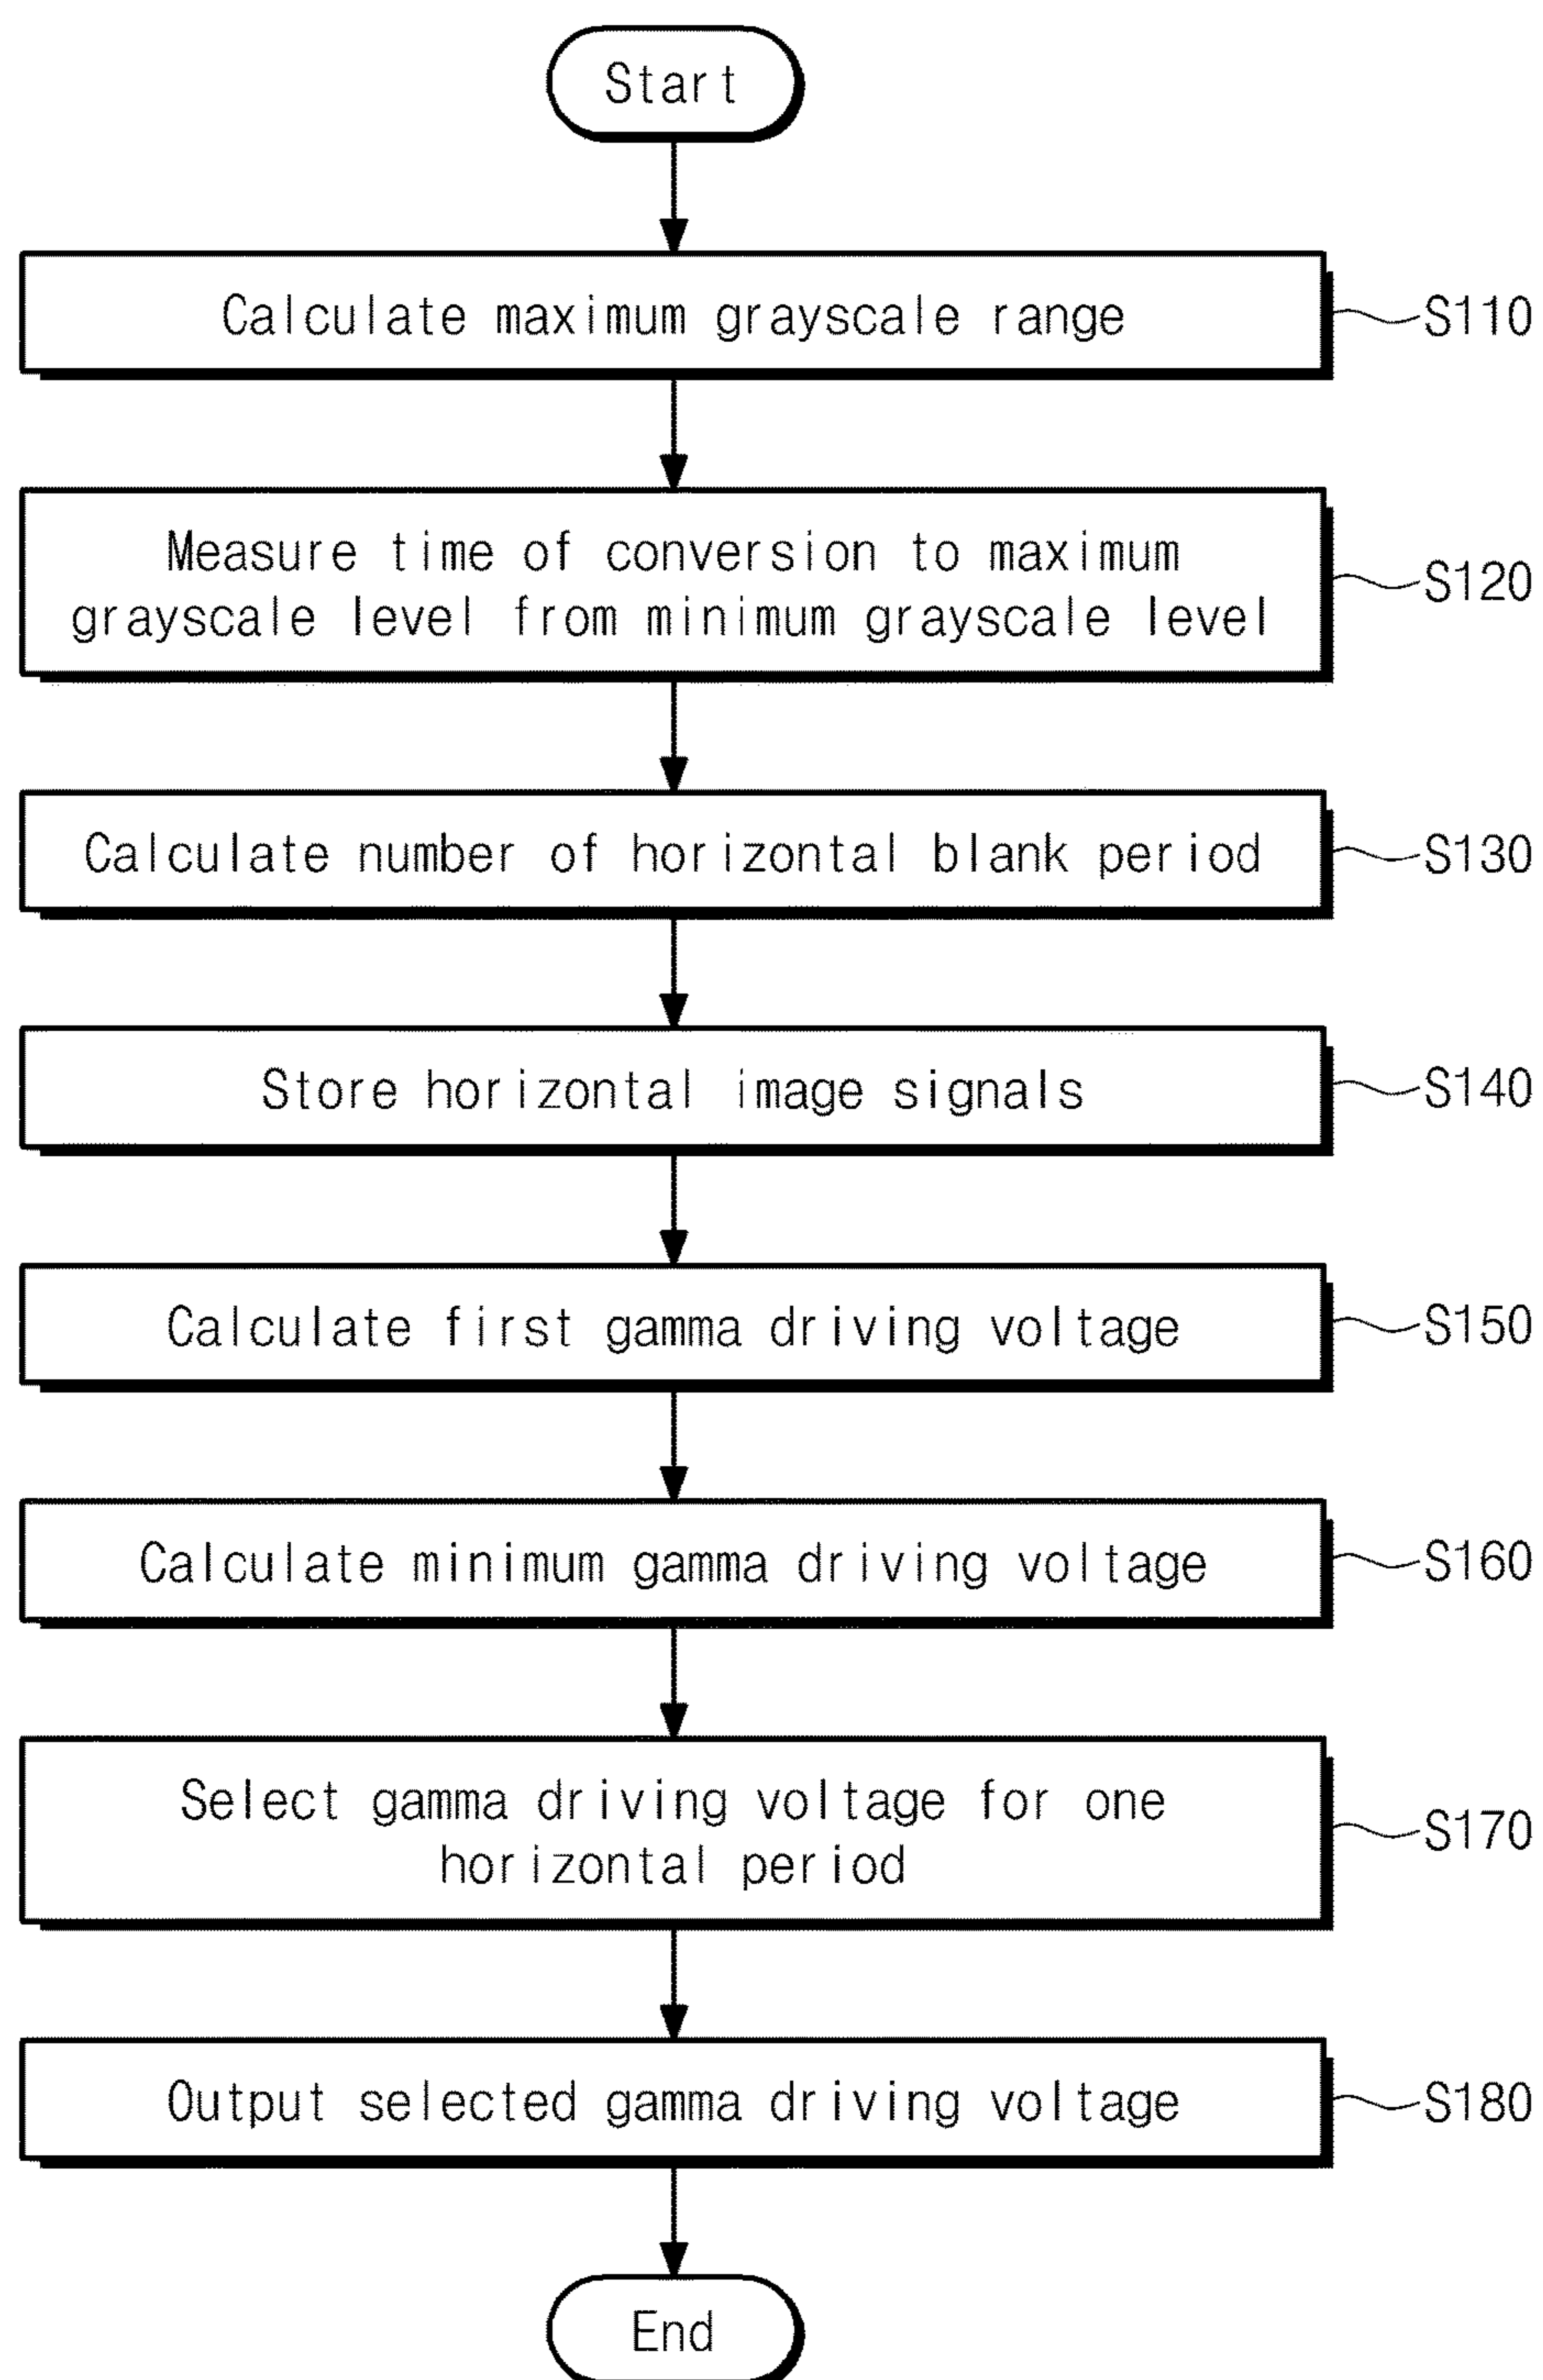 Start
Calculate maximum grayscale range
S110
Measure time of conversion to maximum
grayscale level from minimum grayscale level
S120
Calculate number of horizontal blank period
S130
Store horizontal image signals
S140
Calculate first gamma driving voltage
S150
Calculate minimum gamma driving voltage
S160
Select gamma driving voltage for one
horizontal period
S170
Output selected gamma driving voltage
S180
End